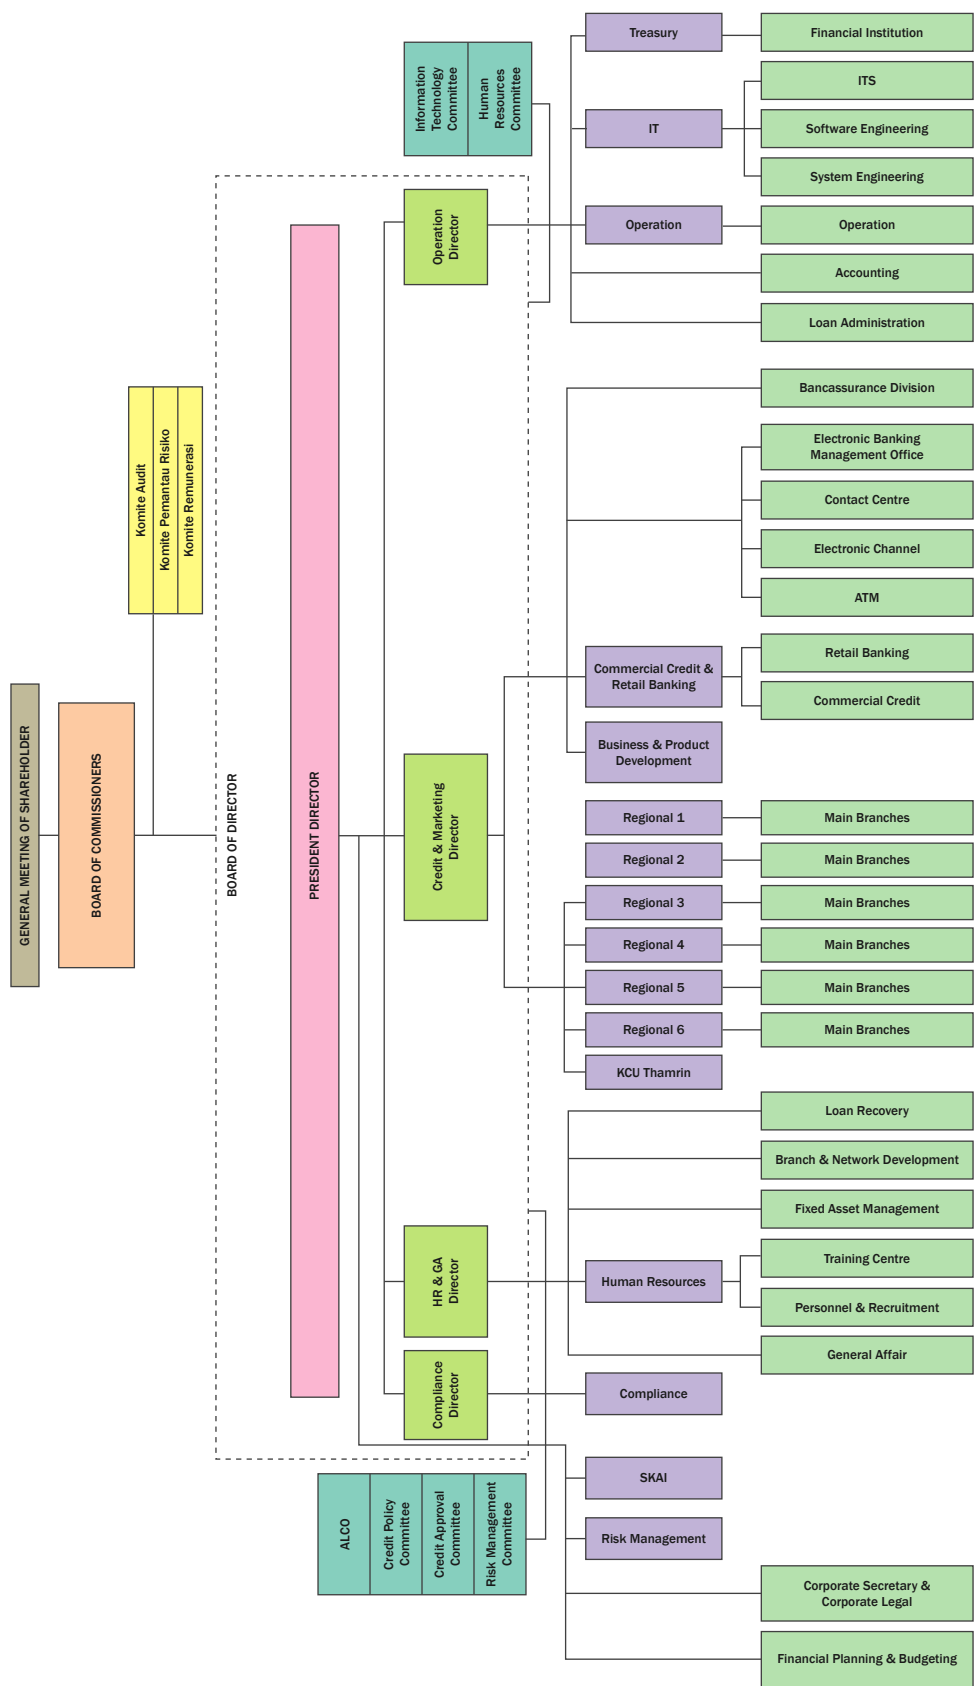 GENERAL MEETING OF SHAREHOLDER
BOARD OF COMMISSIONERS
Komite Audit
Komite Pemantau Risiko
Komite Remunerasi
BOARD OF DIRECTOR
PRESIDENT DIRECTOR
Information
Technology
Committee
Human
Resources
Committee
ALCO
Credit Policy
Committee
Credit Approval
Committee
Risk Management
Committee
Operation
Director
Credit & Marketing
Director
HR & GA
Director
Compliance
Director
Treasury
Financial Institution
IT
ITS
Software Engineering
System Engineering
Operation
Operation
Accounting
Loan Administration
Bancassurance Division
Electronic Banking
Management Office
Contact Centre
Electronic Channel
ATM
Commercial Credit &
Retail Banking
Retail Banking
Commercial Credit
Business & Product
Development
Regional 1
Main Branches
Regional 2
Main Branches
Regional 3
Main Branches
Regional 4
Main Branches
Regional 5
Main Branches
Regional 6
Main Branches
KCU Thamrin
Loan Recovery
Branch & Network Development
Fixed Asset Management
Human Resources
Training Centre
Personnel & Recruitment
General Affair
Compliance
SKAI
Risk Management
Corporate Secretary &
Corporate Legal
Financial Planning & Budgeting